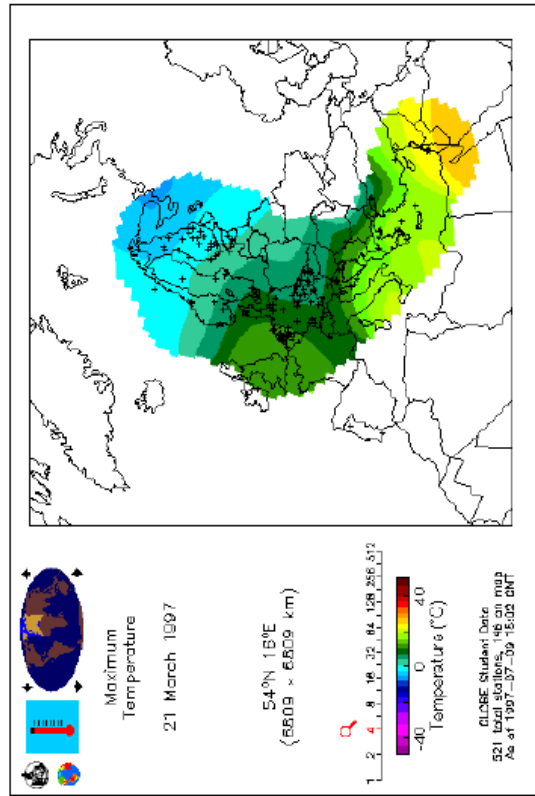 Maximum
Temperature
21 March 1997
54°N 16°E
(6809 × 6809 km)
1 2 4 8 16 32 64 128 256 512
-40 0 40
Temperature (°C)
GLOBE Student Data
521 total stations, 146 on map
As of 1997-07-09 15:02 GMT